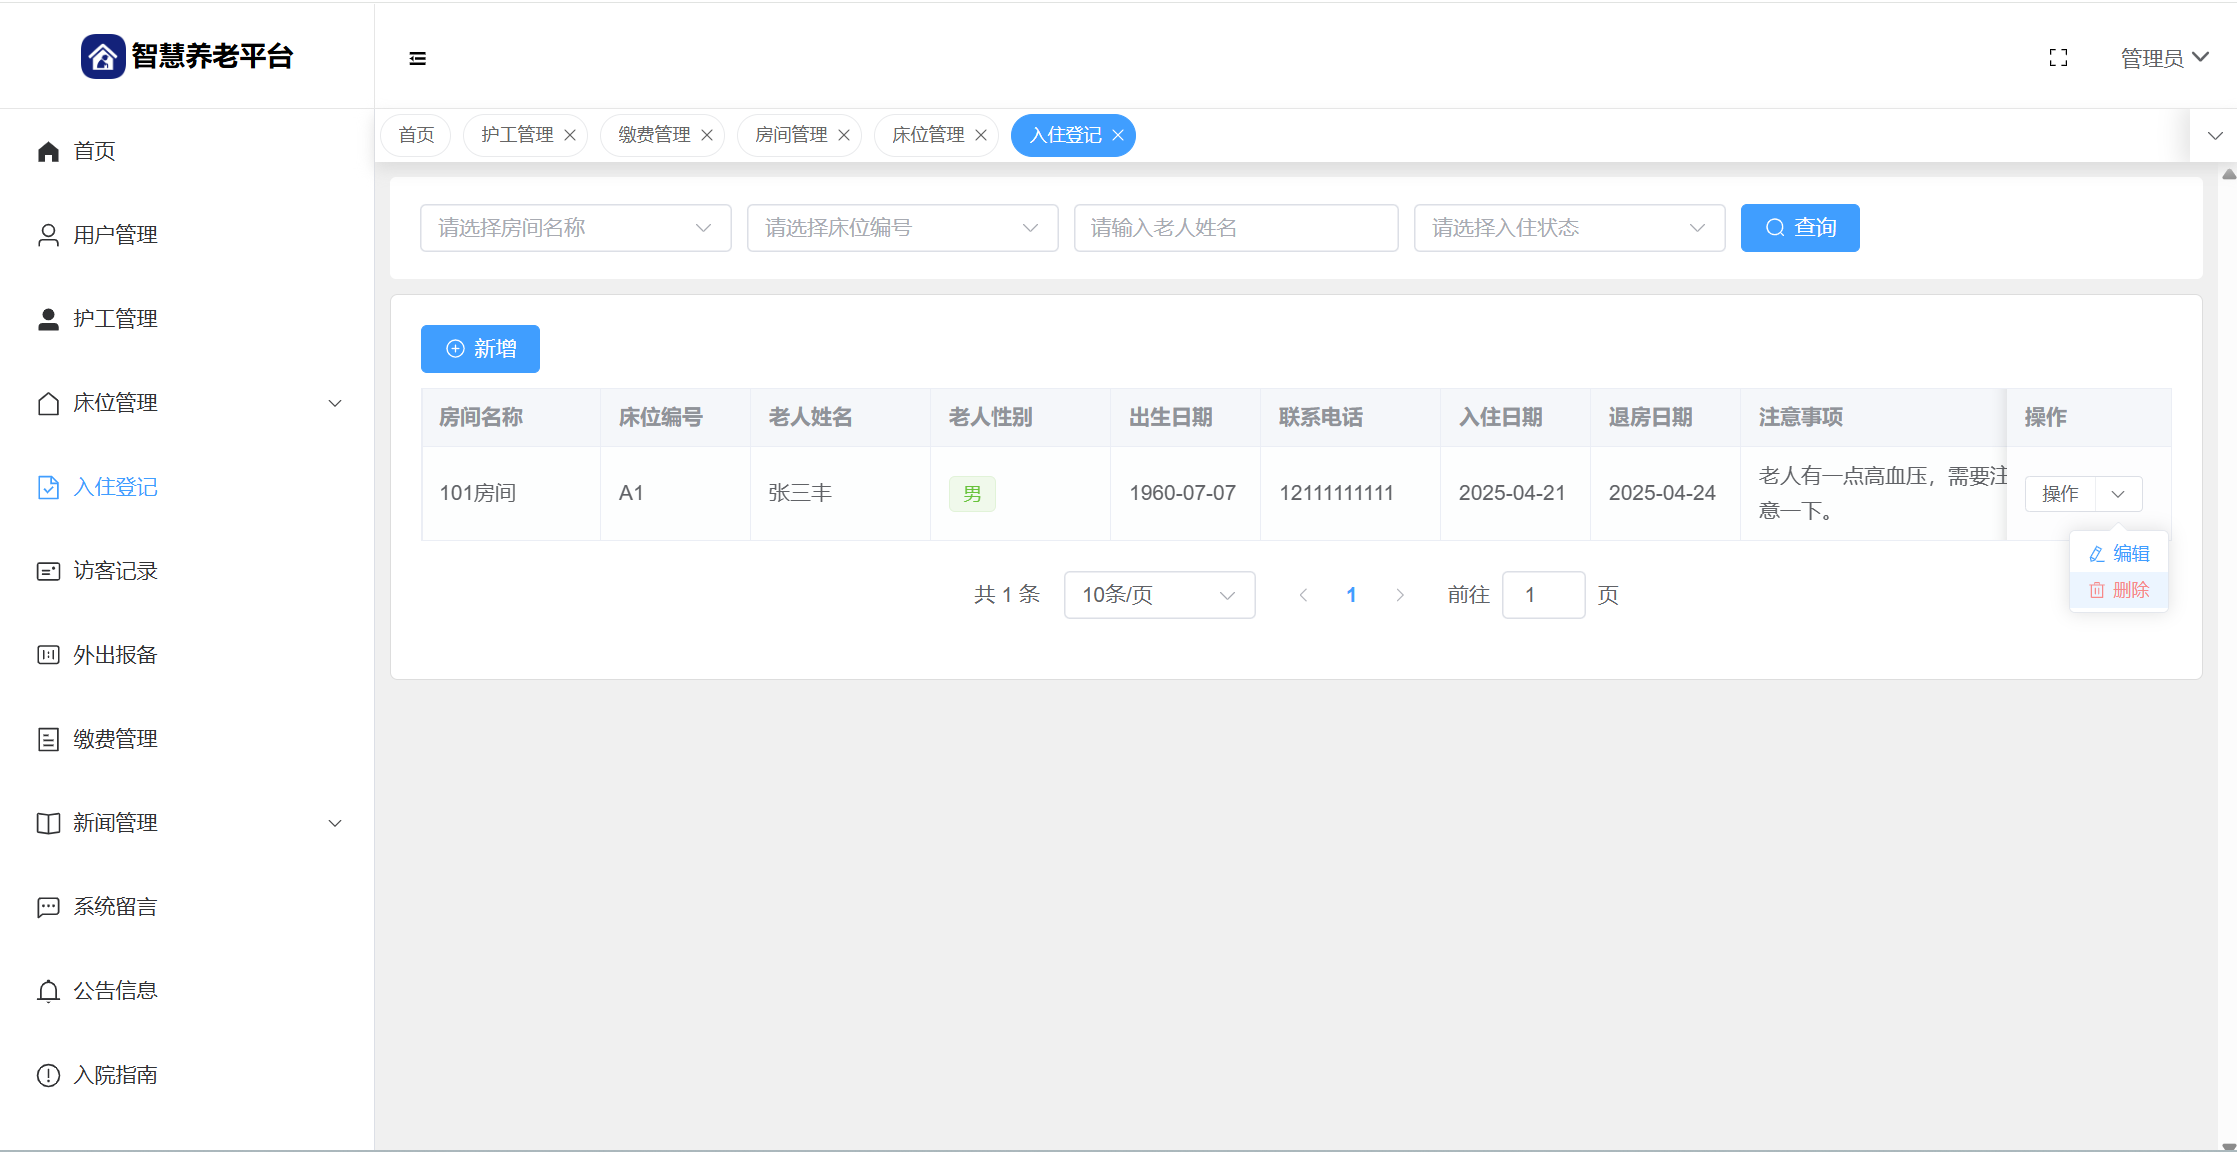 智慧养老平台
管理员
首页
护工管理
缴费管理
房间管理
床位管理
入住登记
首页
用户管理
护工管理
床位管理
入住登记
访客记录
外出报备
缴费管理
新闻管理
系统留言
公告信息
入院指南
请选择房间名称
请选择床位编号
请输入老人姓名
请选择入住状态
查询
新增
房间名称 床位编号 老人姓名 老人性别 出生日期 联系电话 入住日期 退房日期 注意事项 操作
101房间 A1 张三丰 男 1960-07-07 12111111111 2025-04-21 2025-04-24 老人有一点高血压，需要注
意一下。
操作
编辑
删除
共 1 条 10条/页 1 前往 1 页